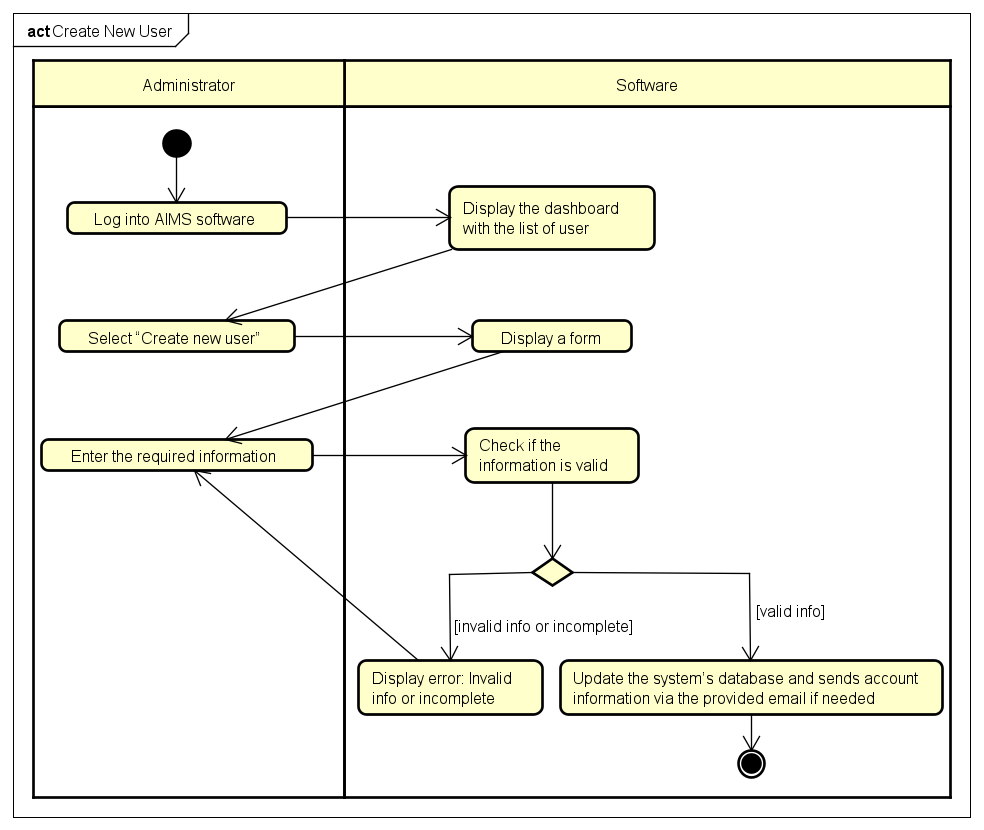 act Create New User
Administrator
Software
Log into AIMS software
Display the dashboard
with the list of user
Select “Create new user”
Display a form
Enter the required information
Check if the
information is valid
[invalid info or incomplete]
[valid info]
Display error: Invalid
info or incomplete
Update the system's database and sends account
information via the provided email if needed